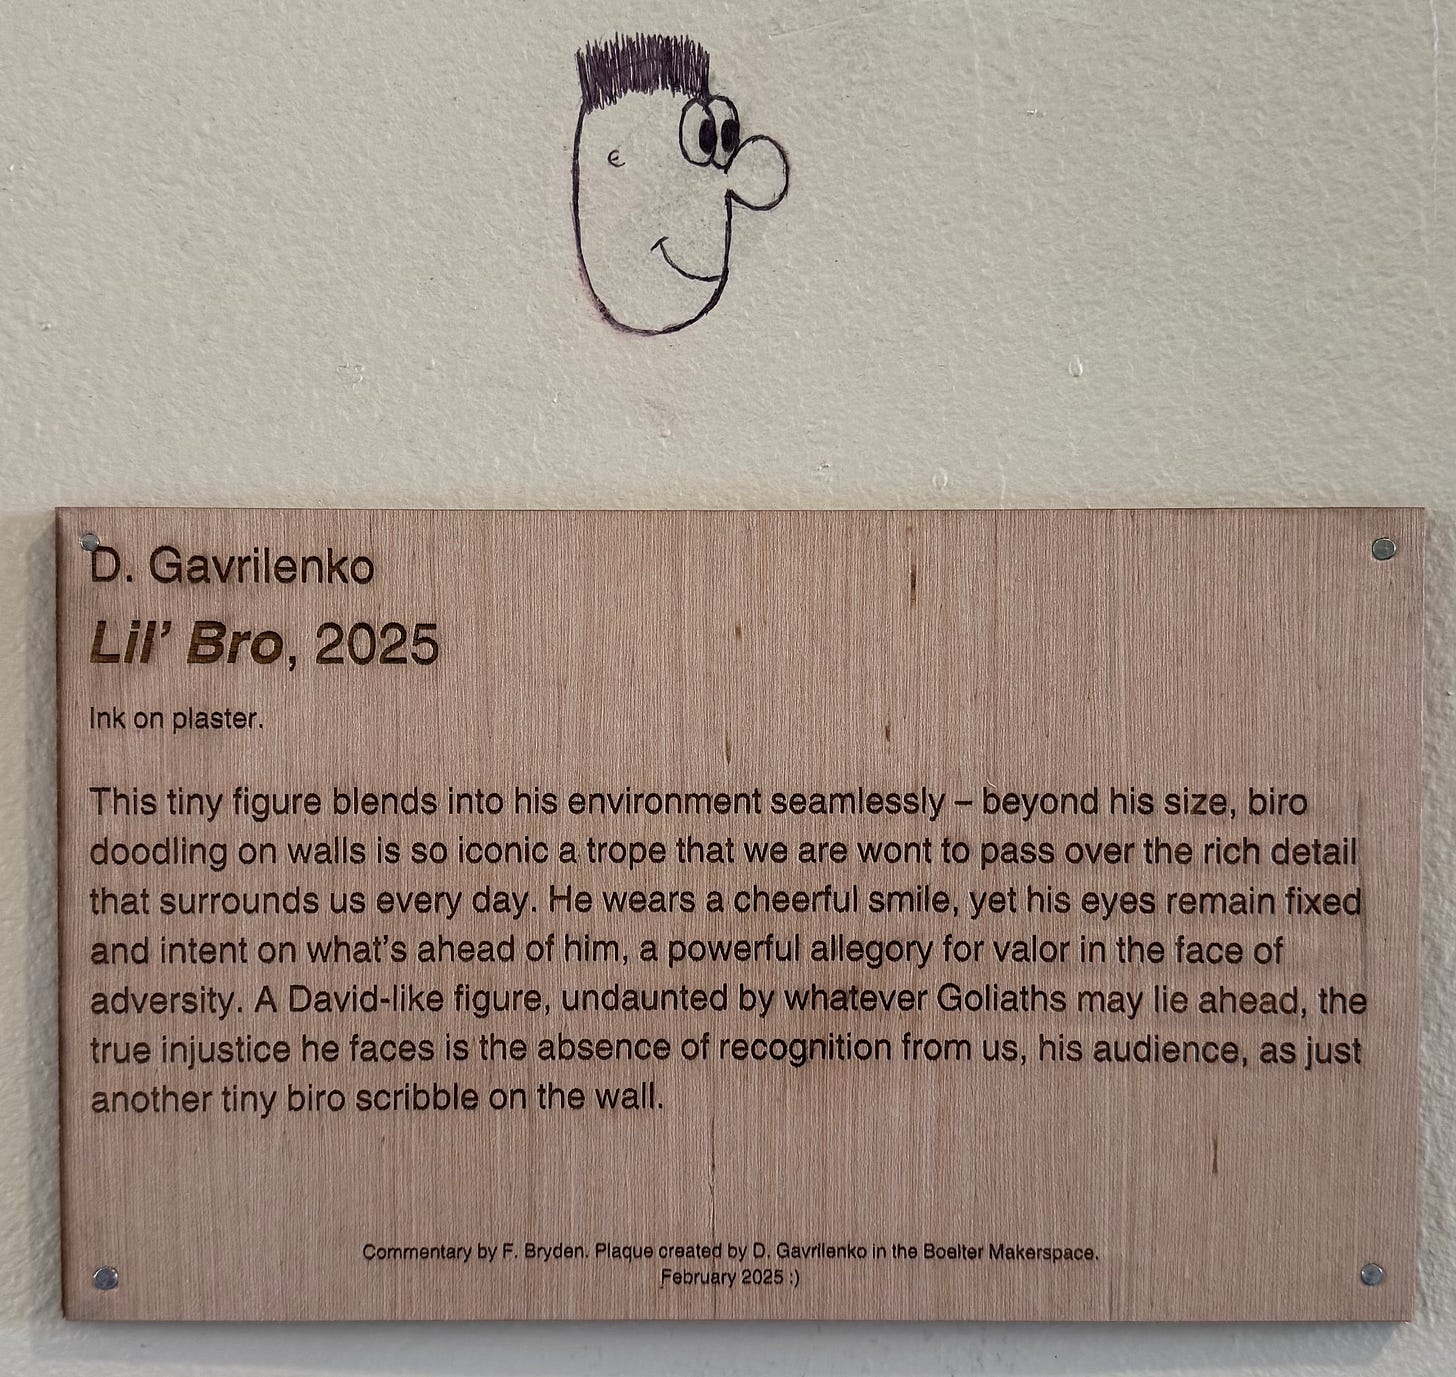 D. Gavrilenko
Lil’ Bro, 2025
Ink on plaster.
This tiny figure blends into his environment seamlessly – beyond his size, biro
doodling on walls is so iconic a trope that we are wont to pass over the rich detail
that surrounds us every day. He wears a cheerful smile, yet his eyes remain fixed
and intent on what’s ahead of him, a powerful allegory for valor in the face of
adversity. A David-like figure, undaunted by whatever Goliaths may lie ahead, the
true injustice he faces is the absence of recognition from us, his audience, as just
another tiny biro scribble on the wall.
Commentary by F. Bryden. Plaque created by D. Gavrilenko in the Boelter Makerspace.
February 2025 :)